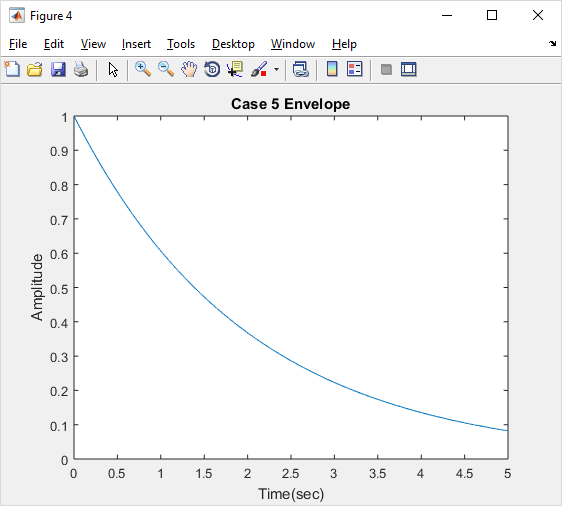 Figure 4
File Edit View Insert Tools Desktop Window Help
Case 5 Envelope
Amplitude
1
0.9
0.8
0.7
0.6
0.5
0.4
0.3
0.2
0.1
0
0 0.5 1 1.5 2 2.5 3 3.5 4 4.5 5
Time(sec)